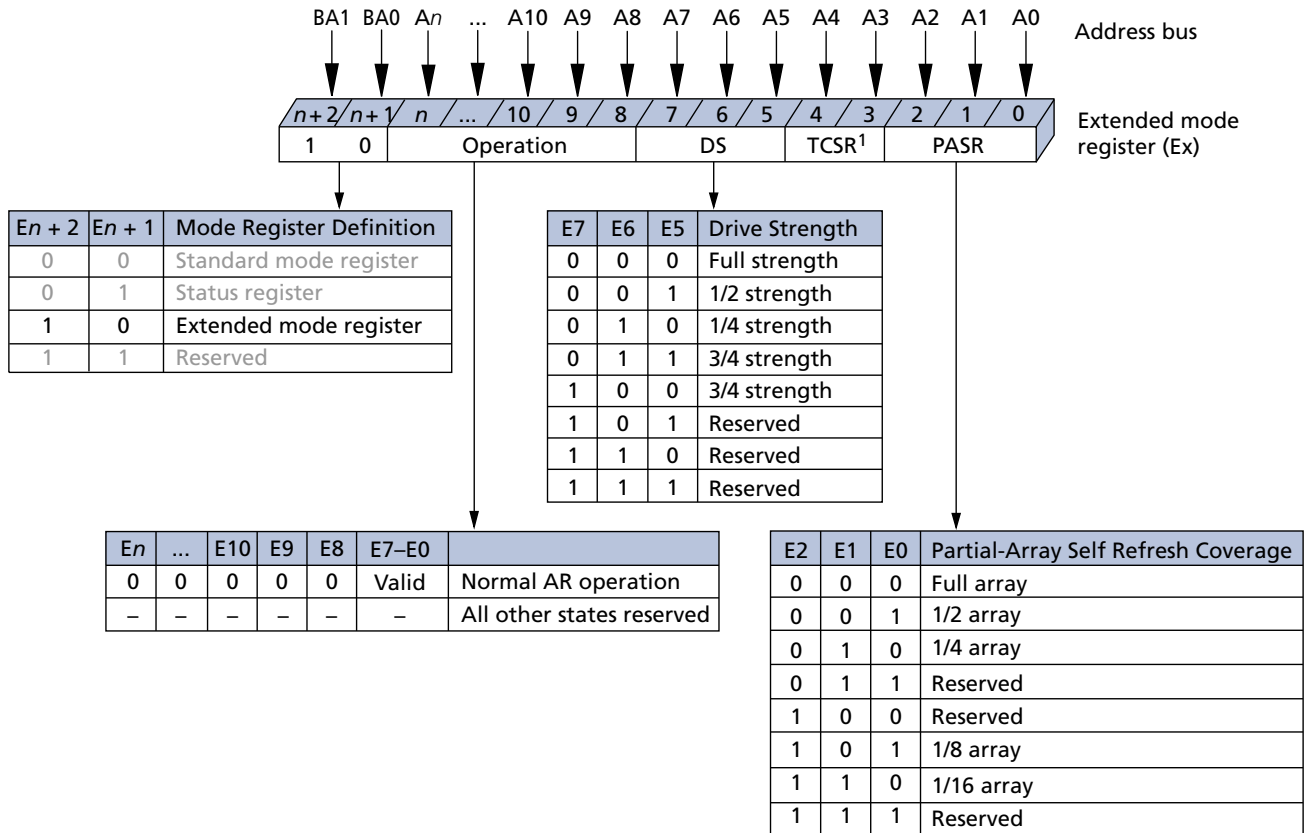 BA1 BA0 An ... A10 A9 A8 A7 A6 A5 A4 A3 A2 A1 A0 Address bus
n + 2 n + 1 n ... 10 9 8 7 6 5 4 3 2 1 0 Extended mode
register (Ex)
1 0 Operation DS TCSR1 PASR
En + 2 En + 1 Mode Register Definition
0 0 Standard mode register
0 1 Status register
1 0 Extended mode register
1 1 Reserved
E7 E6 E5 Drive Strength
0 0 0 Full strength
0 0 1 1/2 strength
0 1 0 1/4 strength
0 1 1 3/4 strength
1 0 0 3/4 strength
1 0 1 Reserved
1 1 0 Reserved
1 1 1 Reserved
En ... E10 E9 E8 E7–E0
0 0 0 0 0 Valid Normal AR operation
– – – – – – All other states reserved
E2 E1 E0 Partial-Array Self Refresh Coverage
0 0 0 Full array
0 0 1 1/2 array
0 1 0 1/4 array
0 1 1 Reserved
1 0 0 Reserved
1 0 1 1/8 array
1 1 0 1/16 array
1 1 1 Reserved